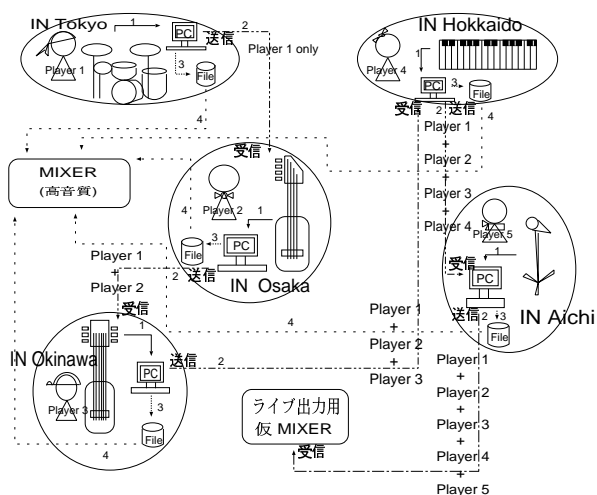 IN Tokyo
1
PC
2
送信
Player 1 only
Player 1
3
File
4
IN Hokkaido
Player 4
1
PC
3
File
受信
2
送信
4
Player 1
+
Player 2
+
Player 3
+
Player 4
MIXER
(高音質)
受信
Player 2
1
4
3
PC
File
送信
2
IN Osaka
Player 1
+
Player 2
受信
Player 5
1
受信
PC
送信
2
3
File
IN Aichi
4
IN Okinawa
1
送信
2
PC
Player 3
3
File
4
Player 1
+
Player 2
+
Player 3
ライブ出力用
仮 MIXER
受信
Player 1
+
Player 2
+
Player 3
+
Player 4
+
Player 5